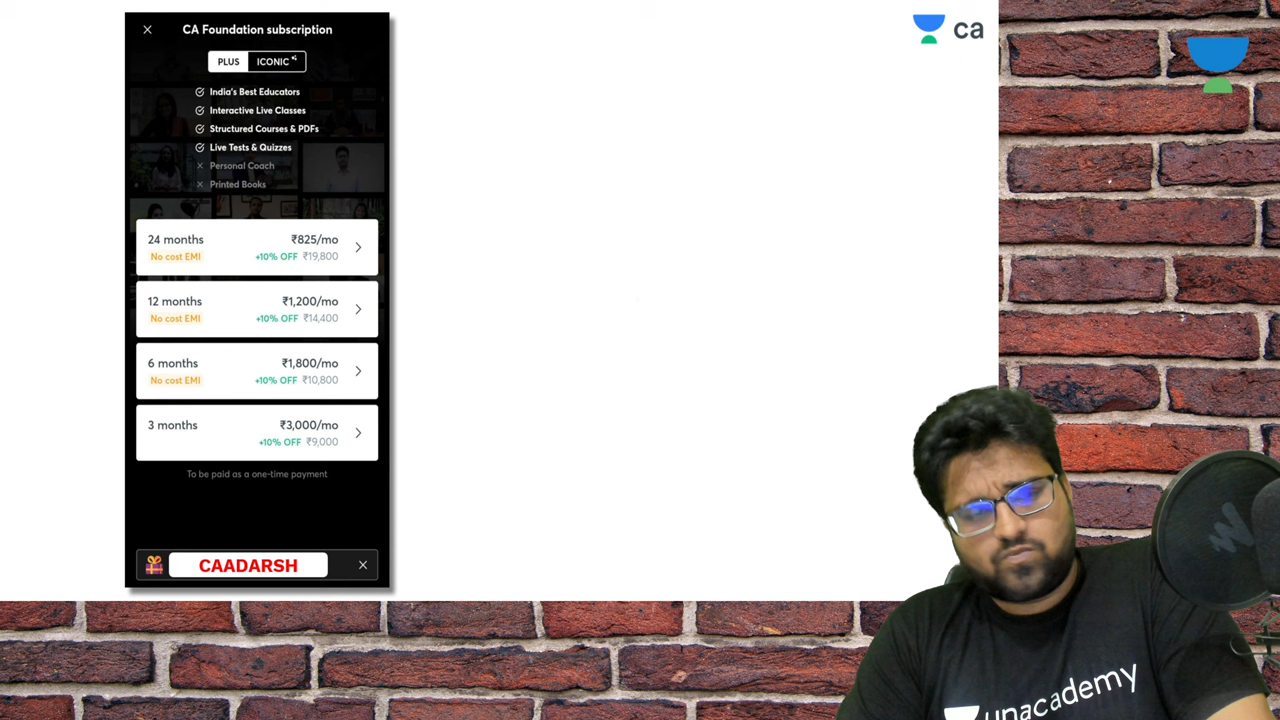 CA Foundation subscription
PLUS ICONIC
India's Best Educators
Interactive Live Classes
Structured Courses & PDFs
Live Tests & Quizzes
Personal Coach
Printed Books
24 months ₹825/mo
No cost EMI +10% OFF ₹19,800
12 months ₹1,200/mo
No cost EMI +10% OFF ₹14,400
6 months ₹1,800/mo
No cost EMI +10% OFF ₹10,800
3 months ₹3,000/mo
+10% OFF ₹9,000
To be paid as a one-time payment
CAADARSH
ca
unacademy